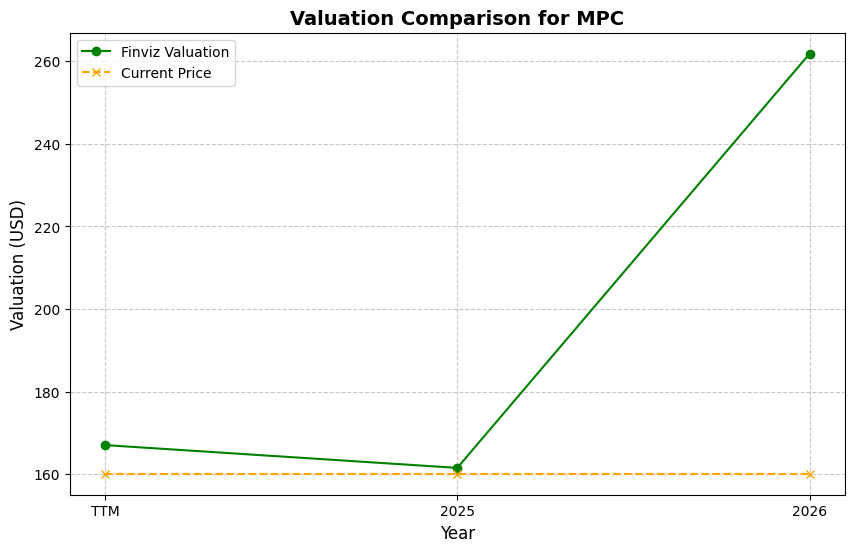 Valuation Comparison for MPC
Finviz Valuation
Current Price
260
240
220
200
180
160
Valuation (USD)
TTM
2025
2026
Year